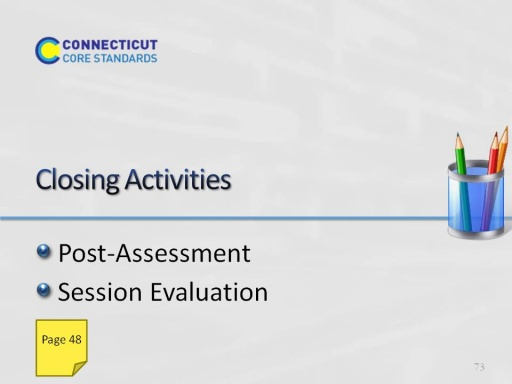 CONNECTICUT
CORE STANDARDS
Closing Activities
Post-Assessment
Session Evaluation
Page 48
73